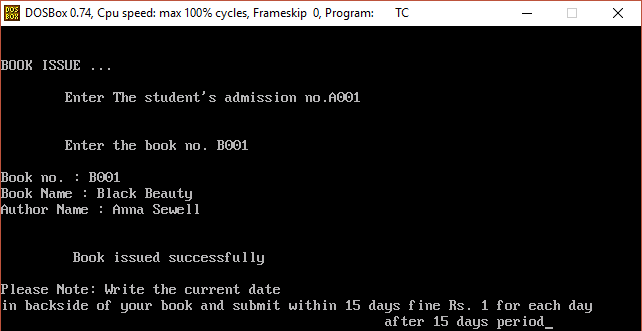 DOS BOX
DOSBox 0.74, Cpu speed: max 100% cycles, Frameskip 0, Program: TC
BOOK ISSUE ...
Enter The student's admission no.A001
Enter the book no. B001
Book no. : B001
Book Name : Black Beauty
Author Name : Anna Sewell
Book issued successfully
Please Note: Write the current date
in backside of your book and submit within 15 days fine Rs. 1 for each day
after 15 days period_